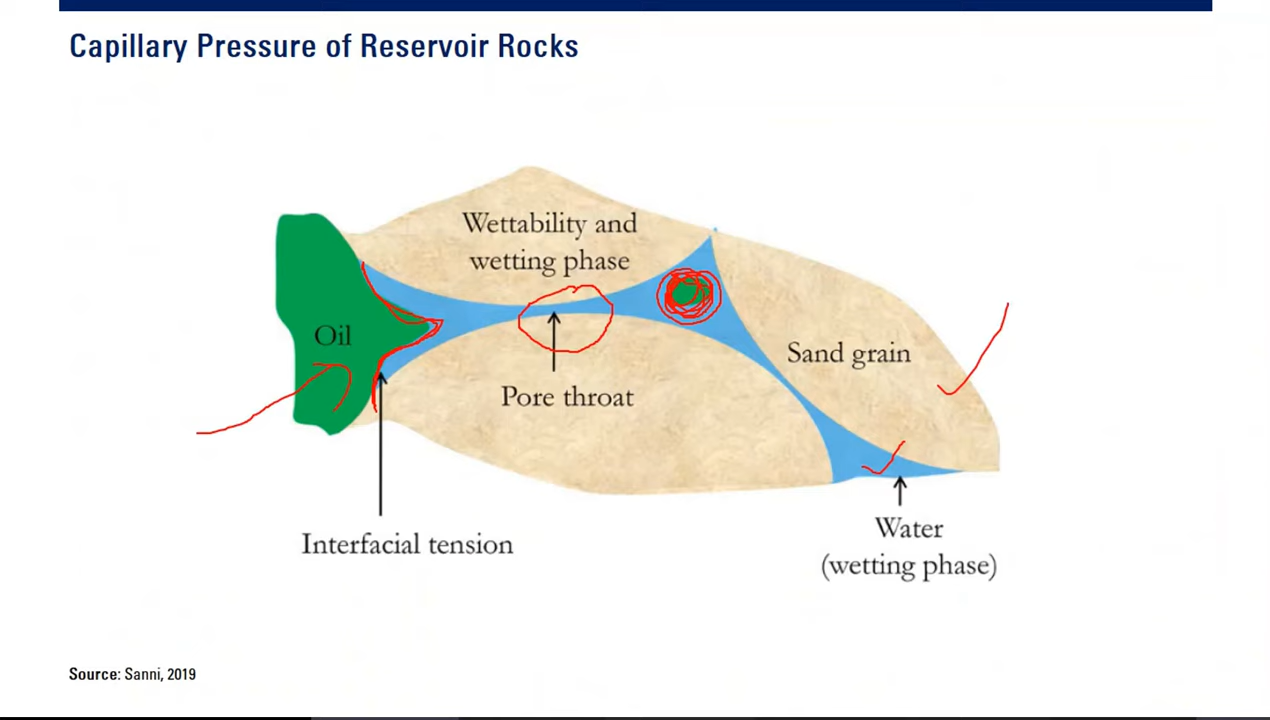 Capillary Pressure of Reservoir Rocks
Wettability and
wetting phase
Oil
Sand grain
Pore throat
Interfacial tension
Water
(wetting phase)
Source: Sanni, 2019